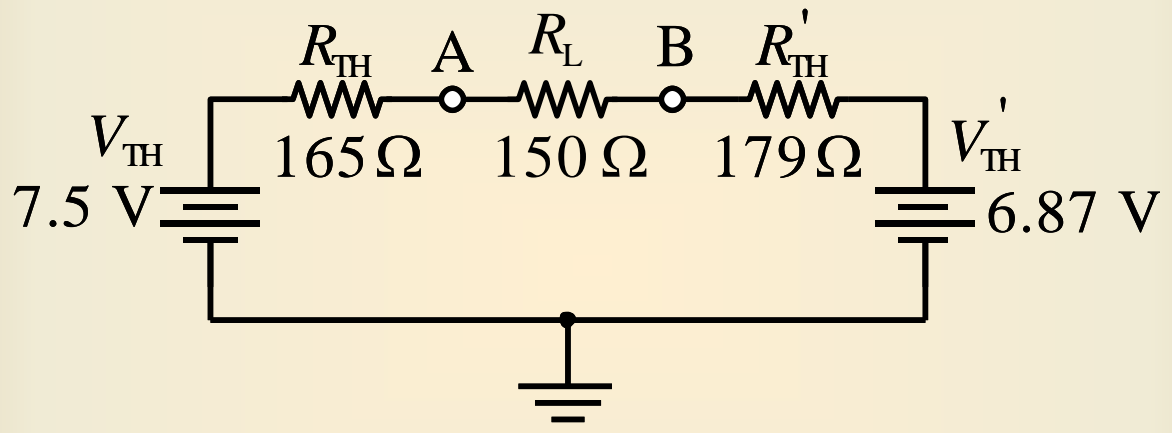 R_TH A R_L B R'_TH
V_TH 165 Ω 150 Ω 179 Ω V'_TH
7.5 V 6.87 V